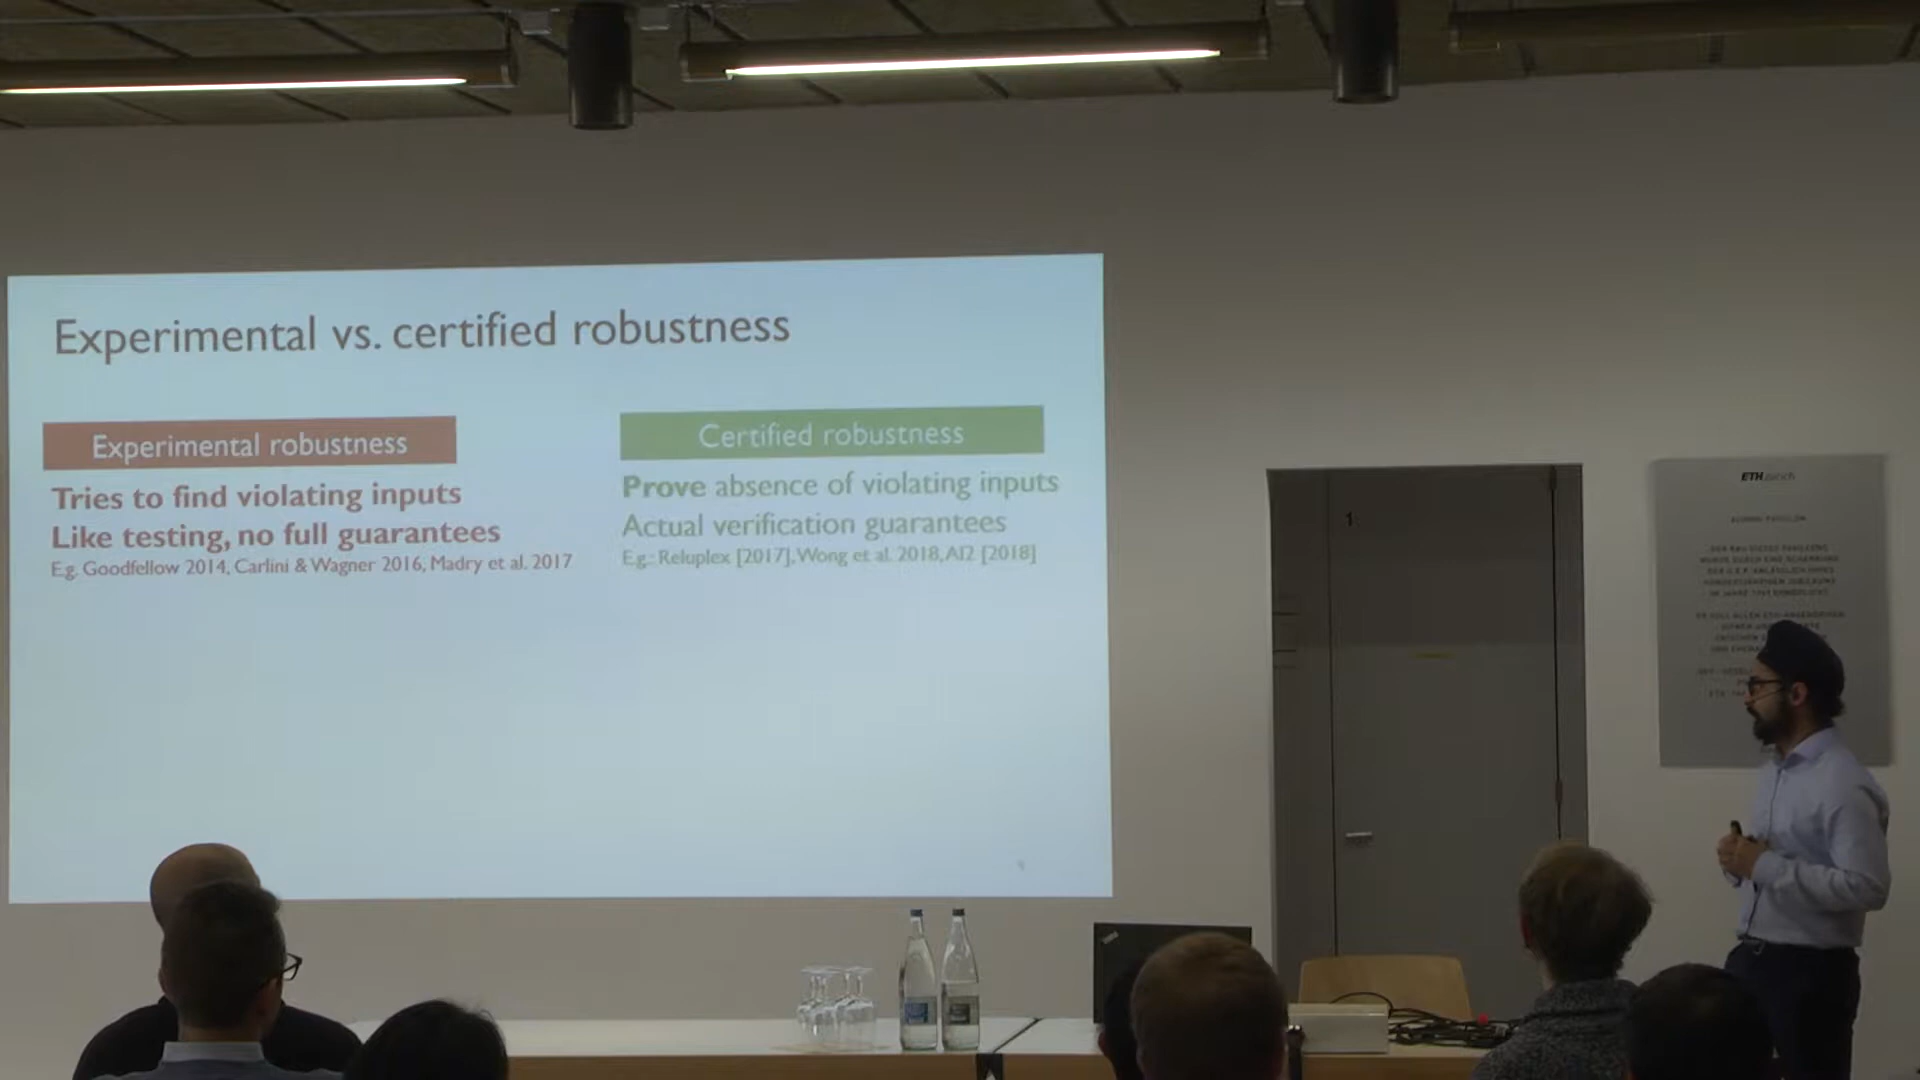 Experimental vs. certified robustness
Experimental robustness
Tries to find violating inputs
Like testing, no full guarantees
E.g. Goodfellow 2014, Carlini & Wagner 2016, Madry et al. 2017
Certified robustness
Prove absence of violating inputs
Actual verification guarantees
E.g.: Reluplex [2017], Wong et al. 2018, AI2 [2018]
1
ETH zürich